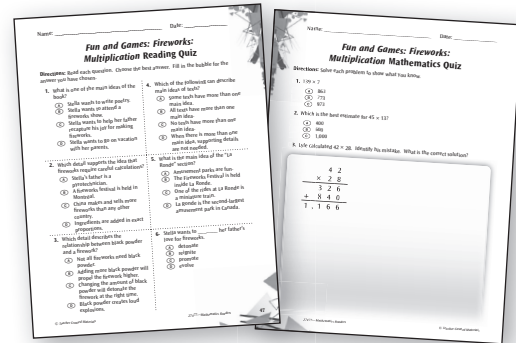 Name: Date:
Fun and Games: Fireworks:
Multiplication Reading Quiz
Directions: Read each question. Choose the best answer. Fill in the bubble for the
answer you have chosen.
1. What is one of the main ideas of the
book?
A Stella wants to write poetry.
B Stella wants to attend a
fireworks show.
C Stella wants to help her father
recapture his joy for making
fireworks.
D Stella wants to go on vacation
with her parents.
2. Which detail supports the idea that
fireworks require careful calculations?
A Stella's father is a
pyrotechnician.
B A fireworks festival is held in
Montreal.
C China makes and sells more
fireworks than any other
country.
D Ingredients are added in exact
proportions.
3. Which detail describes the
relationship between black powder
and a firework?
A Not all fireworks need black
powder.
B Adding more black powder will
propel the firework higher.
C Changing the amount of black
powder will detonate the
firework at the right time.
D Black powder creates loud
explosions.
4. Which of the following can describe
main ideas of texts?
A Some texts have more than one
main idea.
B All texts have more than one
main idea.
C No texts have more than one
main idea.
D When there is more than one
main idea, supporting details
are not needed.
5. What is the main idea of the "La
Ronde" section?
A Amusement parks are fun.
B The Fireworks Festival is held
inside La Ronde.
C One of the rides at La Ronde is
a miniature train.
D La Ronde is the second-largest
amusement park in Canada.
6. Stella wants to her father's
love for fireworks.
A detonate
B reignite
C promote
D evolve
47
Name: Date:
Fun and Games: Fireworks:
Multiplication Mathematics Quiz
Directions: Solve each problem to show what you know.
1. 139 × 7
A 863
B 773
C 973
2. Which is the best estimate for 45 × 13?
A 400
B 500
C 1,000
3. Lyle calculated 42 × 28. Identify his mistake. What is the correct solution?
4 2
× 2 8
3 2 6
+ 8 4 0
1, 1 6 6